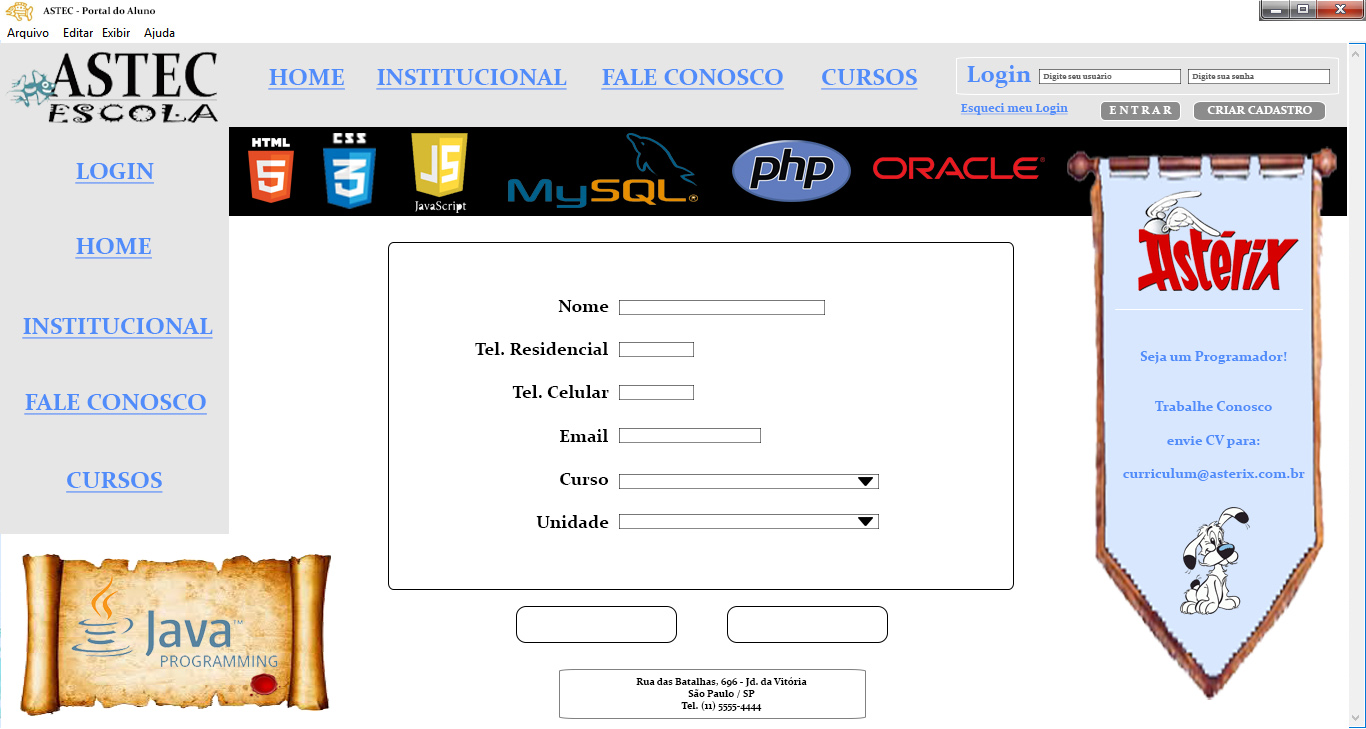 ASTEC - Portal do Aluno
Arquivo Editar Exibir Ajuda
ASTEC
ESCOLA
HOME INSTITUCIONAL FALE CONOSCO CURSOS
Login Digite seu usuário Digite sua senha
Esqueci meu Login ENTRAR CRIAR CADASTRO
LOGIN
HOME
INSTITUCIONAL
FALE CONOSCO
CURSOS
HTML
5
CSS
3
JS
JavaScript
MySQL®
php
ORACLE®
Nome
Tel. Residencial
Tel. Celular
Email
Curso
Unidade
Astérix
Seja um Programador!
Trabalhe Conosco
envie CV para:
curriculum@asterix.com.br
Java™
PROGRAMMING
Rua das Batalhas, 696 - Jd. da Vitória
São Paulo / SP
Tel. (11) 5555-4444